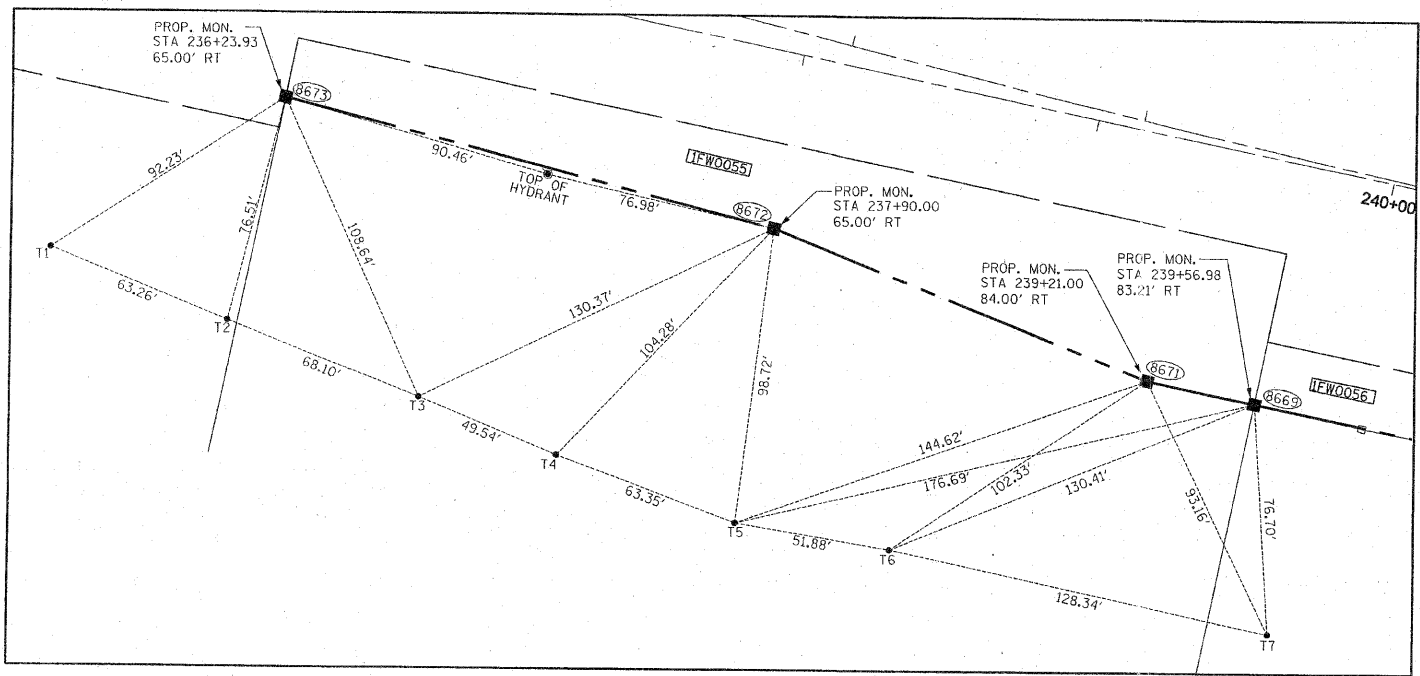 PROP. MON.
STA 236+23.93
65.00' RT
8673
92.23'
76.51'
108.64'
90.46'
TOP OF
HYDRANT
76.98'
1FW0055
8672
PROP. MON.
STA 237+90.00
65.00' RT
240+00
T1
63.26'
T2
68.10'
T3
130.37'
104.28'
98.72'
49.54'
T4
63.35'
T5
PROP. MON.
STA 239+21.00
84.00' RT
PROP. MON.
STA 239+56.98
83.21' RT
8671
8669
1FW0056
144.62'
176.69'
102.33'
130.41'
93.16'
76.70'
51.88'
T6
128.34'
T7